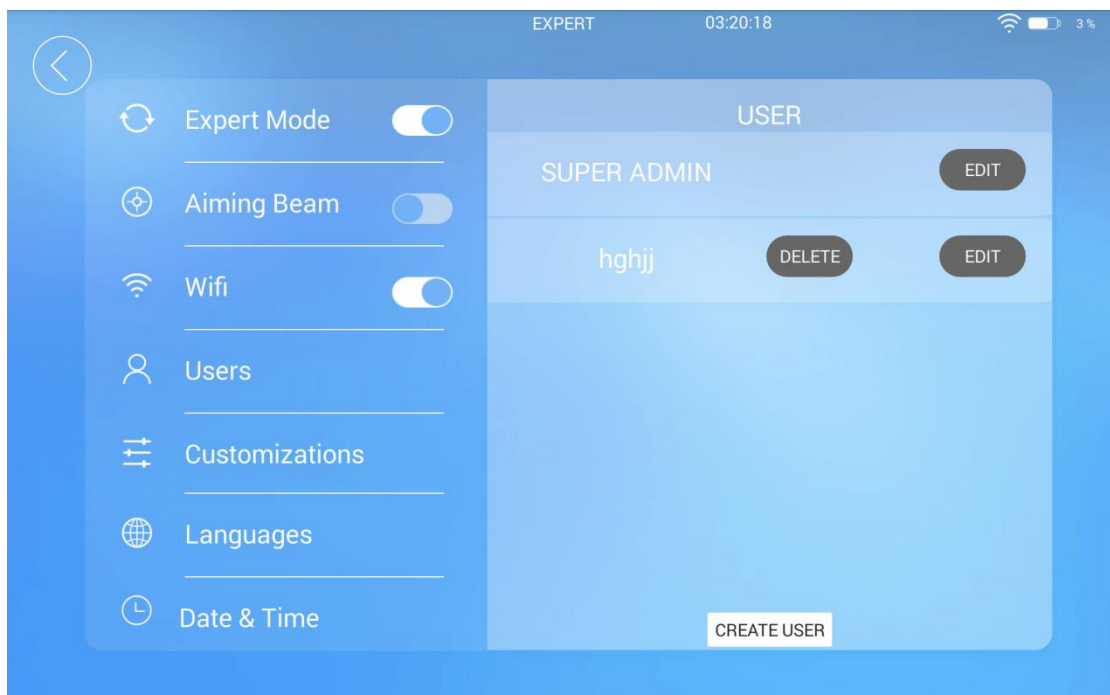 EXPERT 03:20:18 3 %
Expert Mode
Aiming Beam
Wifi
Users
Customizations
Languages
Date & Time
USER
SUPER ADMIN EDIT
hghjj DELETE EDIT
CREATE USER